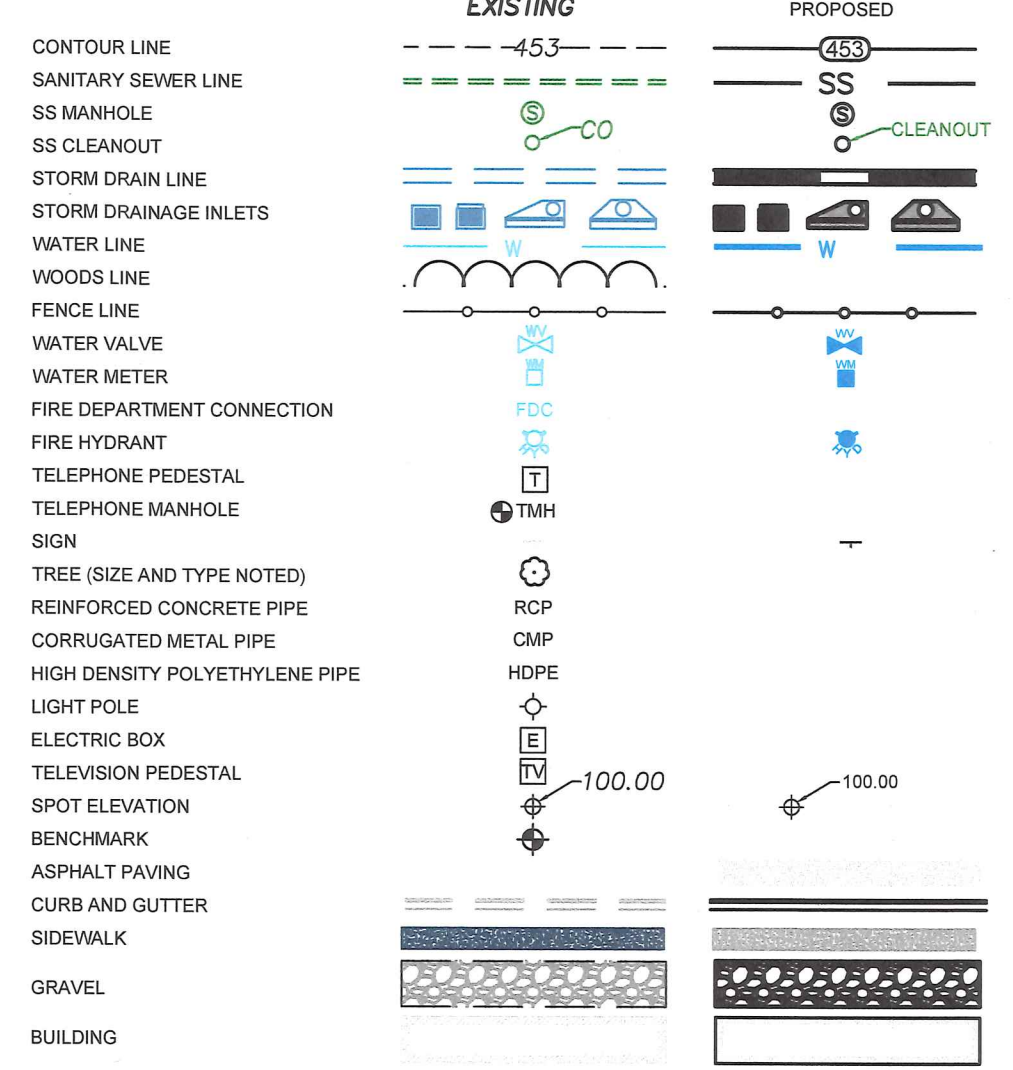 EXISTING PROPOSED
CONTOUR LINE 453 453
SANITARY SEWER LINE SS
SS MANHOLE S S
SS CLEANOUT CO CLEANOUT
STORM DRAIN LINE
STORM DRAINAGE INLETS
WATER LINE W W
WOODS LINE
FENCE LINE
WATER VALVE WV WV
WATER METER WM WM
FIRE DEPARTMENT CONNECTION FDC
FIRE HYDRANT HYD HYD
TELEPHONE PEDESTAL T
TELEPHONE MANHOLE TMH
SIGN
TREE (SIZE AND TYPE NOTED)
REINFORCED CONCRETE PIPE RCP
CORRUGATED METAL PIPE CMP
HIGH DENSITY POLYETHYLENE PIPE HDPE
LIGHT POLE
ELECTRIC BOX E
TELEVISION PEDESTAL TV
SPOT ELEVATION 100.00 100.00
BENCHMARK
ASPHALT PAVING
CURB AND GUTTER
SIDEWALK
GRAVEL
BUILDING